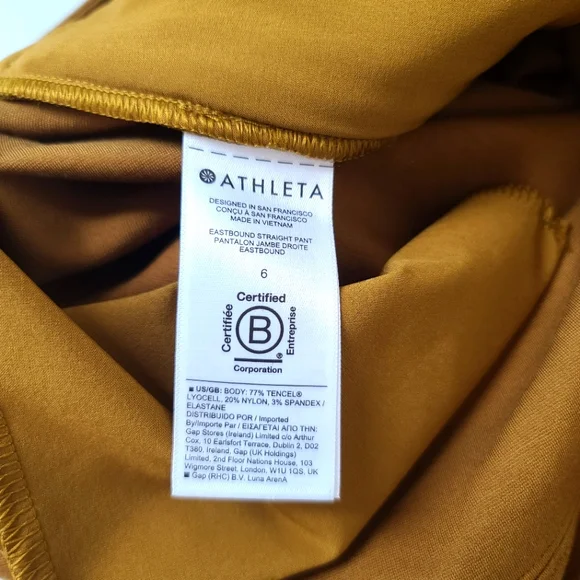 ATHLETA
DESIGNED IN SAN FRANCISCO
CONÇU À SAN FRANCISCO
MADE IN VIETNAM
EASTBOUND STRAIGHT PANT
PANTALON JAMBE DROITE
EASTBOUND
6
Certified
Certifiée
B
Entreprise
®
Corporation
US/GB: BODY: 77% TENCEL®
LYOCELL, 20% NYLON, 3% SPANDEX /
ELASTANE
DISTRIBUIDO POR / Imported
By/Importe Par / ΕΙΣΑΓΕΤΑΙ ΑΠΌ ΤΗΝ:
Gap Stores (Ireland) Limited c/o Arthur
Cox, 10 Earlsfort Terrace, Dublin 2, D02
T380, Ireland, Gap (UK Holdings)
Limited, 2nd Floor Nations House, 103
Wigmore Street, London, W1U 1QS. UK
Gap (RHC) B.V. Luna ArenA